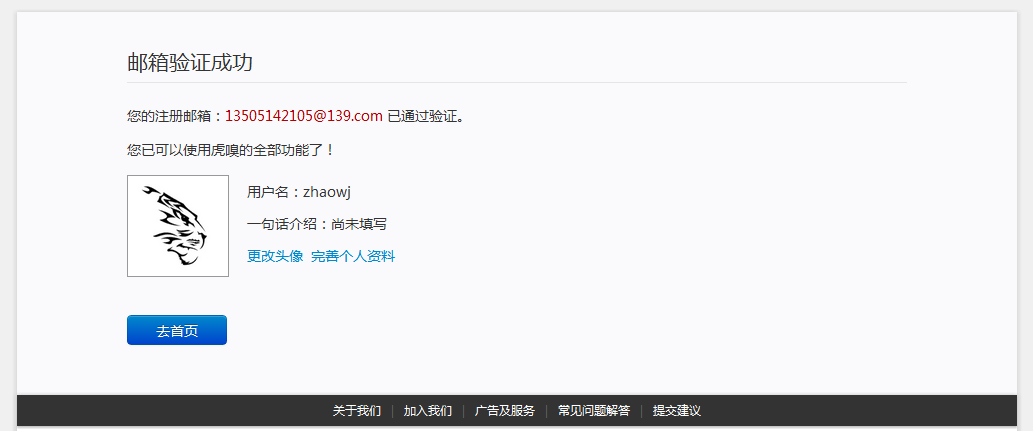 邮箱验证成功
您的注册邮箱：13505142105@139.com 已通过验证。
您已可以使用虎嗅的全部功能了！
用户名：zhaowj
一句话介绍：尚未填写
更改头像 完善个人资料
去首页
关于我们 | 加入我们 | 广告及服务 | 常见问题解答 | 提交建议